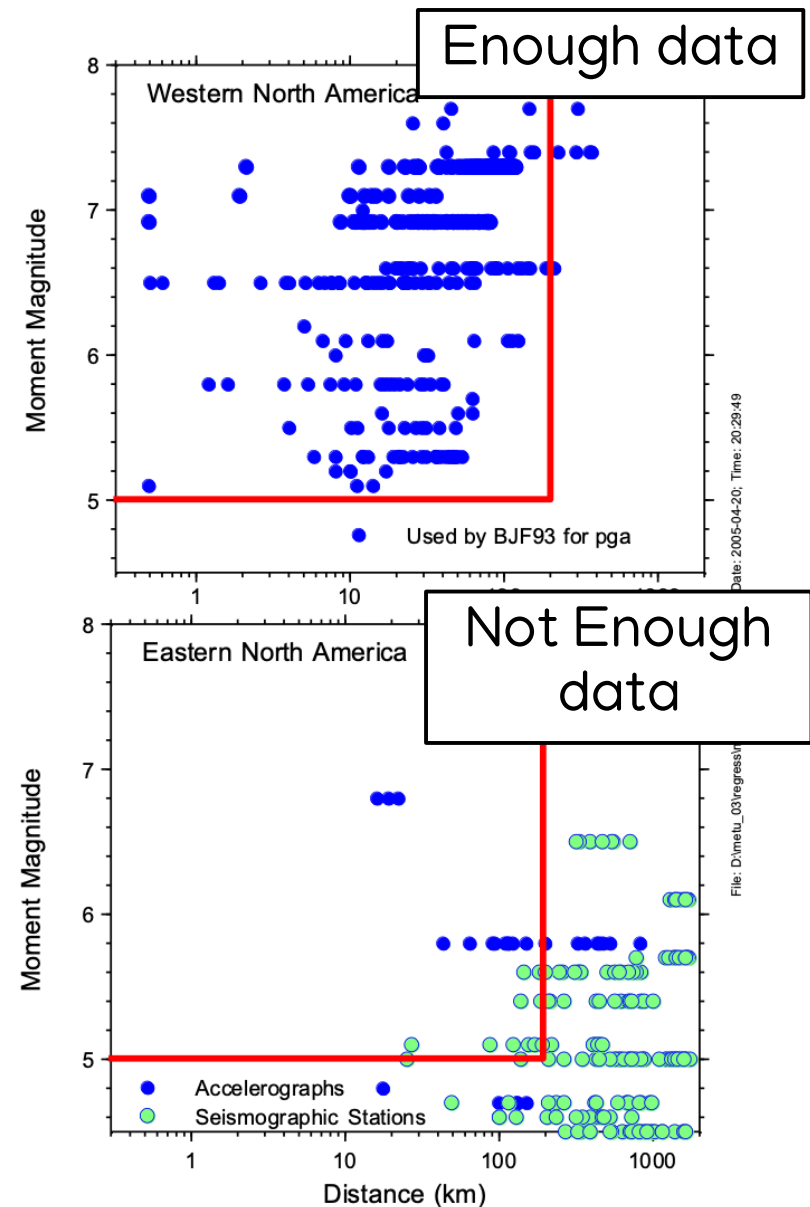 Enough data
Western North America
8
7
6
5
Moment Magnitude
Used by BJF93 for pga
1
10
Date: 2005-04-20; Time: 20:29:49
Not Enough
data
Eastern North America
8
7
6
5
Moment Magnitude
Accelerographs
Seismographic Stations
1
10
100
1000
Distance (km)
File: D:\metu_03\regress\